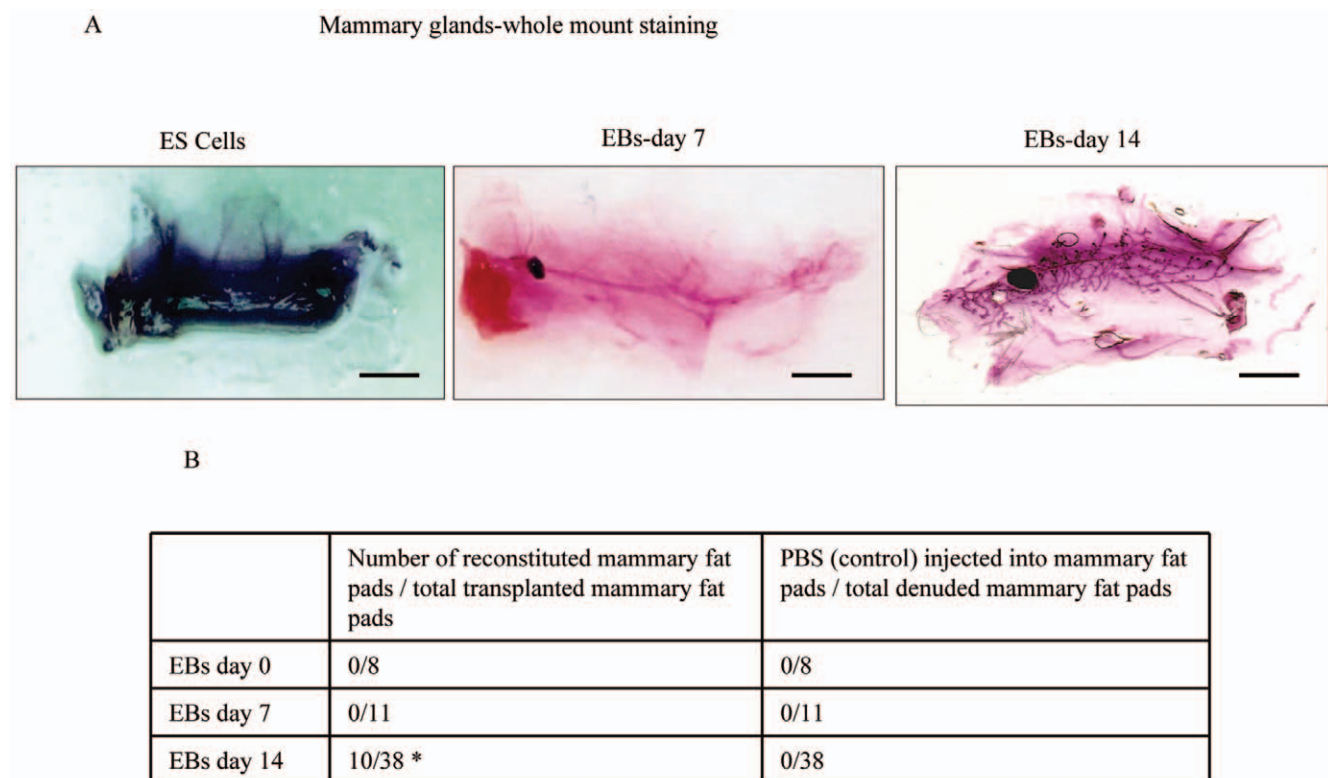 A
Mammary glands-whole mount staining
ES Cells
EBs-day 7
EBs-day 14
B
Number of reconstituted mammary fat
pads / total transplanted mammary fat
pads
PBS (control) injected into mammary fat
pads / total denuded mammary fat pads
EBs day 0
0/8
0/8
EBs day 7
0/11
0/11
EBs day 14
10/38 *
0/38